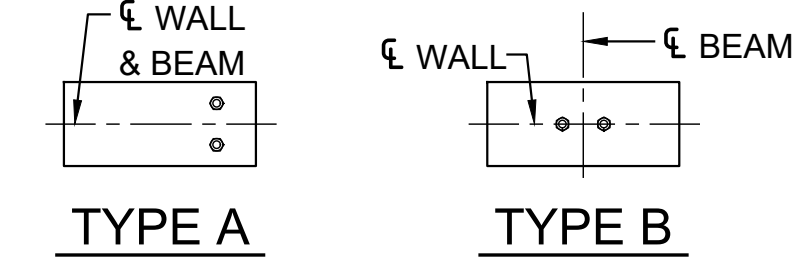 ℄ WALL
& BEAM
TYPE A
℄ WALL
℄ BEAM
TYPE B